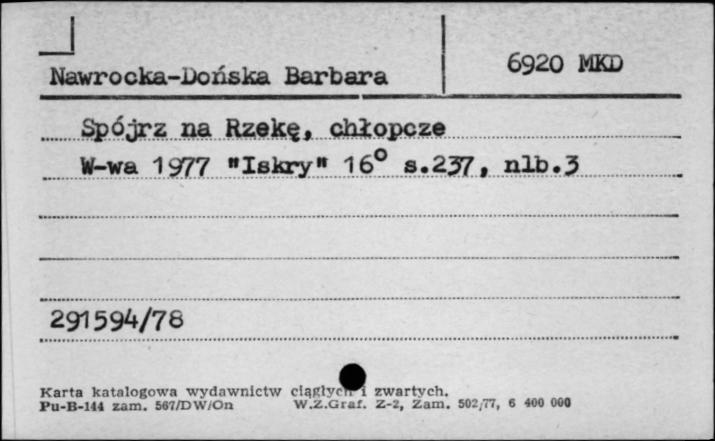 Nawrocka-Dońska Barbara
6920 MKD
Spójrz na Rzekę, chłopcze
W-wa 1977 "Iskry" 16° s.237, nlb.3
291594/78
Karta katalogowa wydawnictw ciągłych i zwartych.
Pu-B-144 zam. 567/DW/On W.Z.Graf. Z-2, Zam. 502/77, 6 400 000